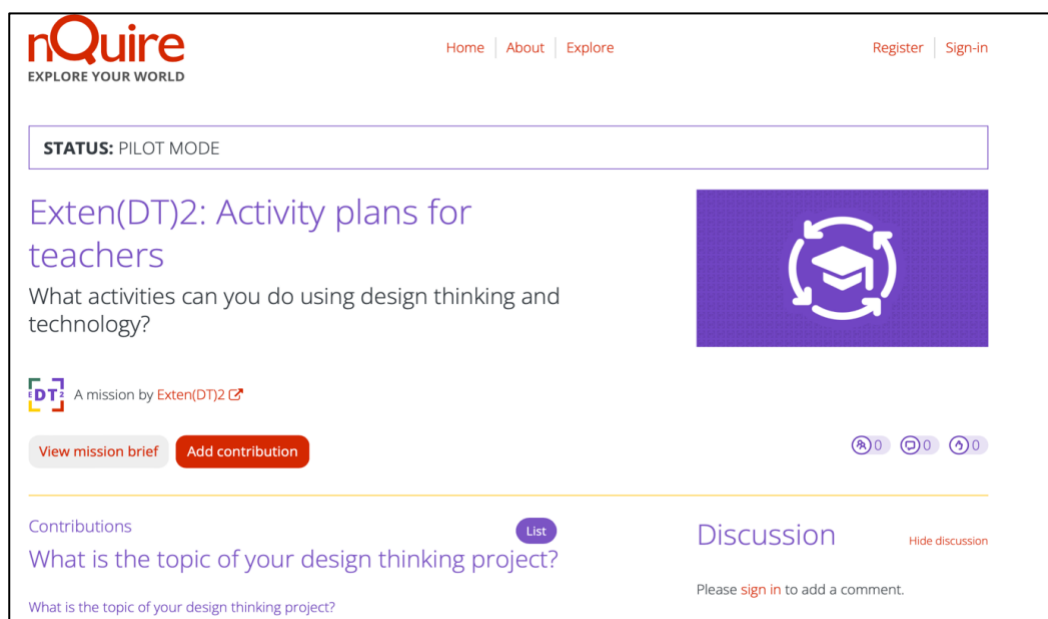 nQuire
EXPLORE YOUR WORLD
Home About Explore
Register Sign-in
STATUS: PILOT MODE
Exten(DT)2: Activity plans for
teachers
What activities can you do using design thinking and
technology?
EDT2 A mission by Exten(DT)2
View mission brief Add contribution
0 0 0
Contributions
List
What is the topic of your design thinking project?
What is the topic of your design thinking project?
Discussion
Hide discussion
Please sign in to add a comment.